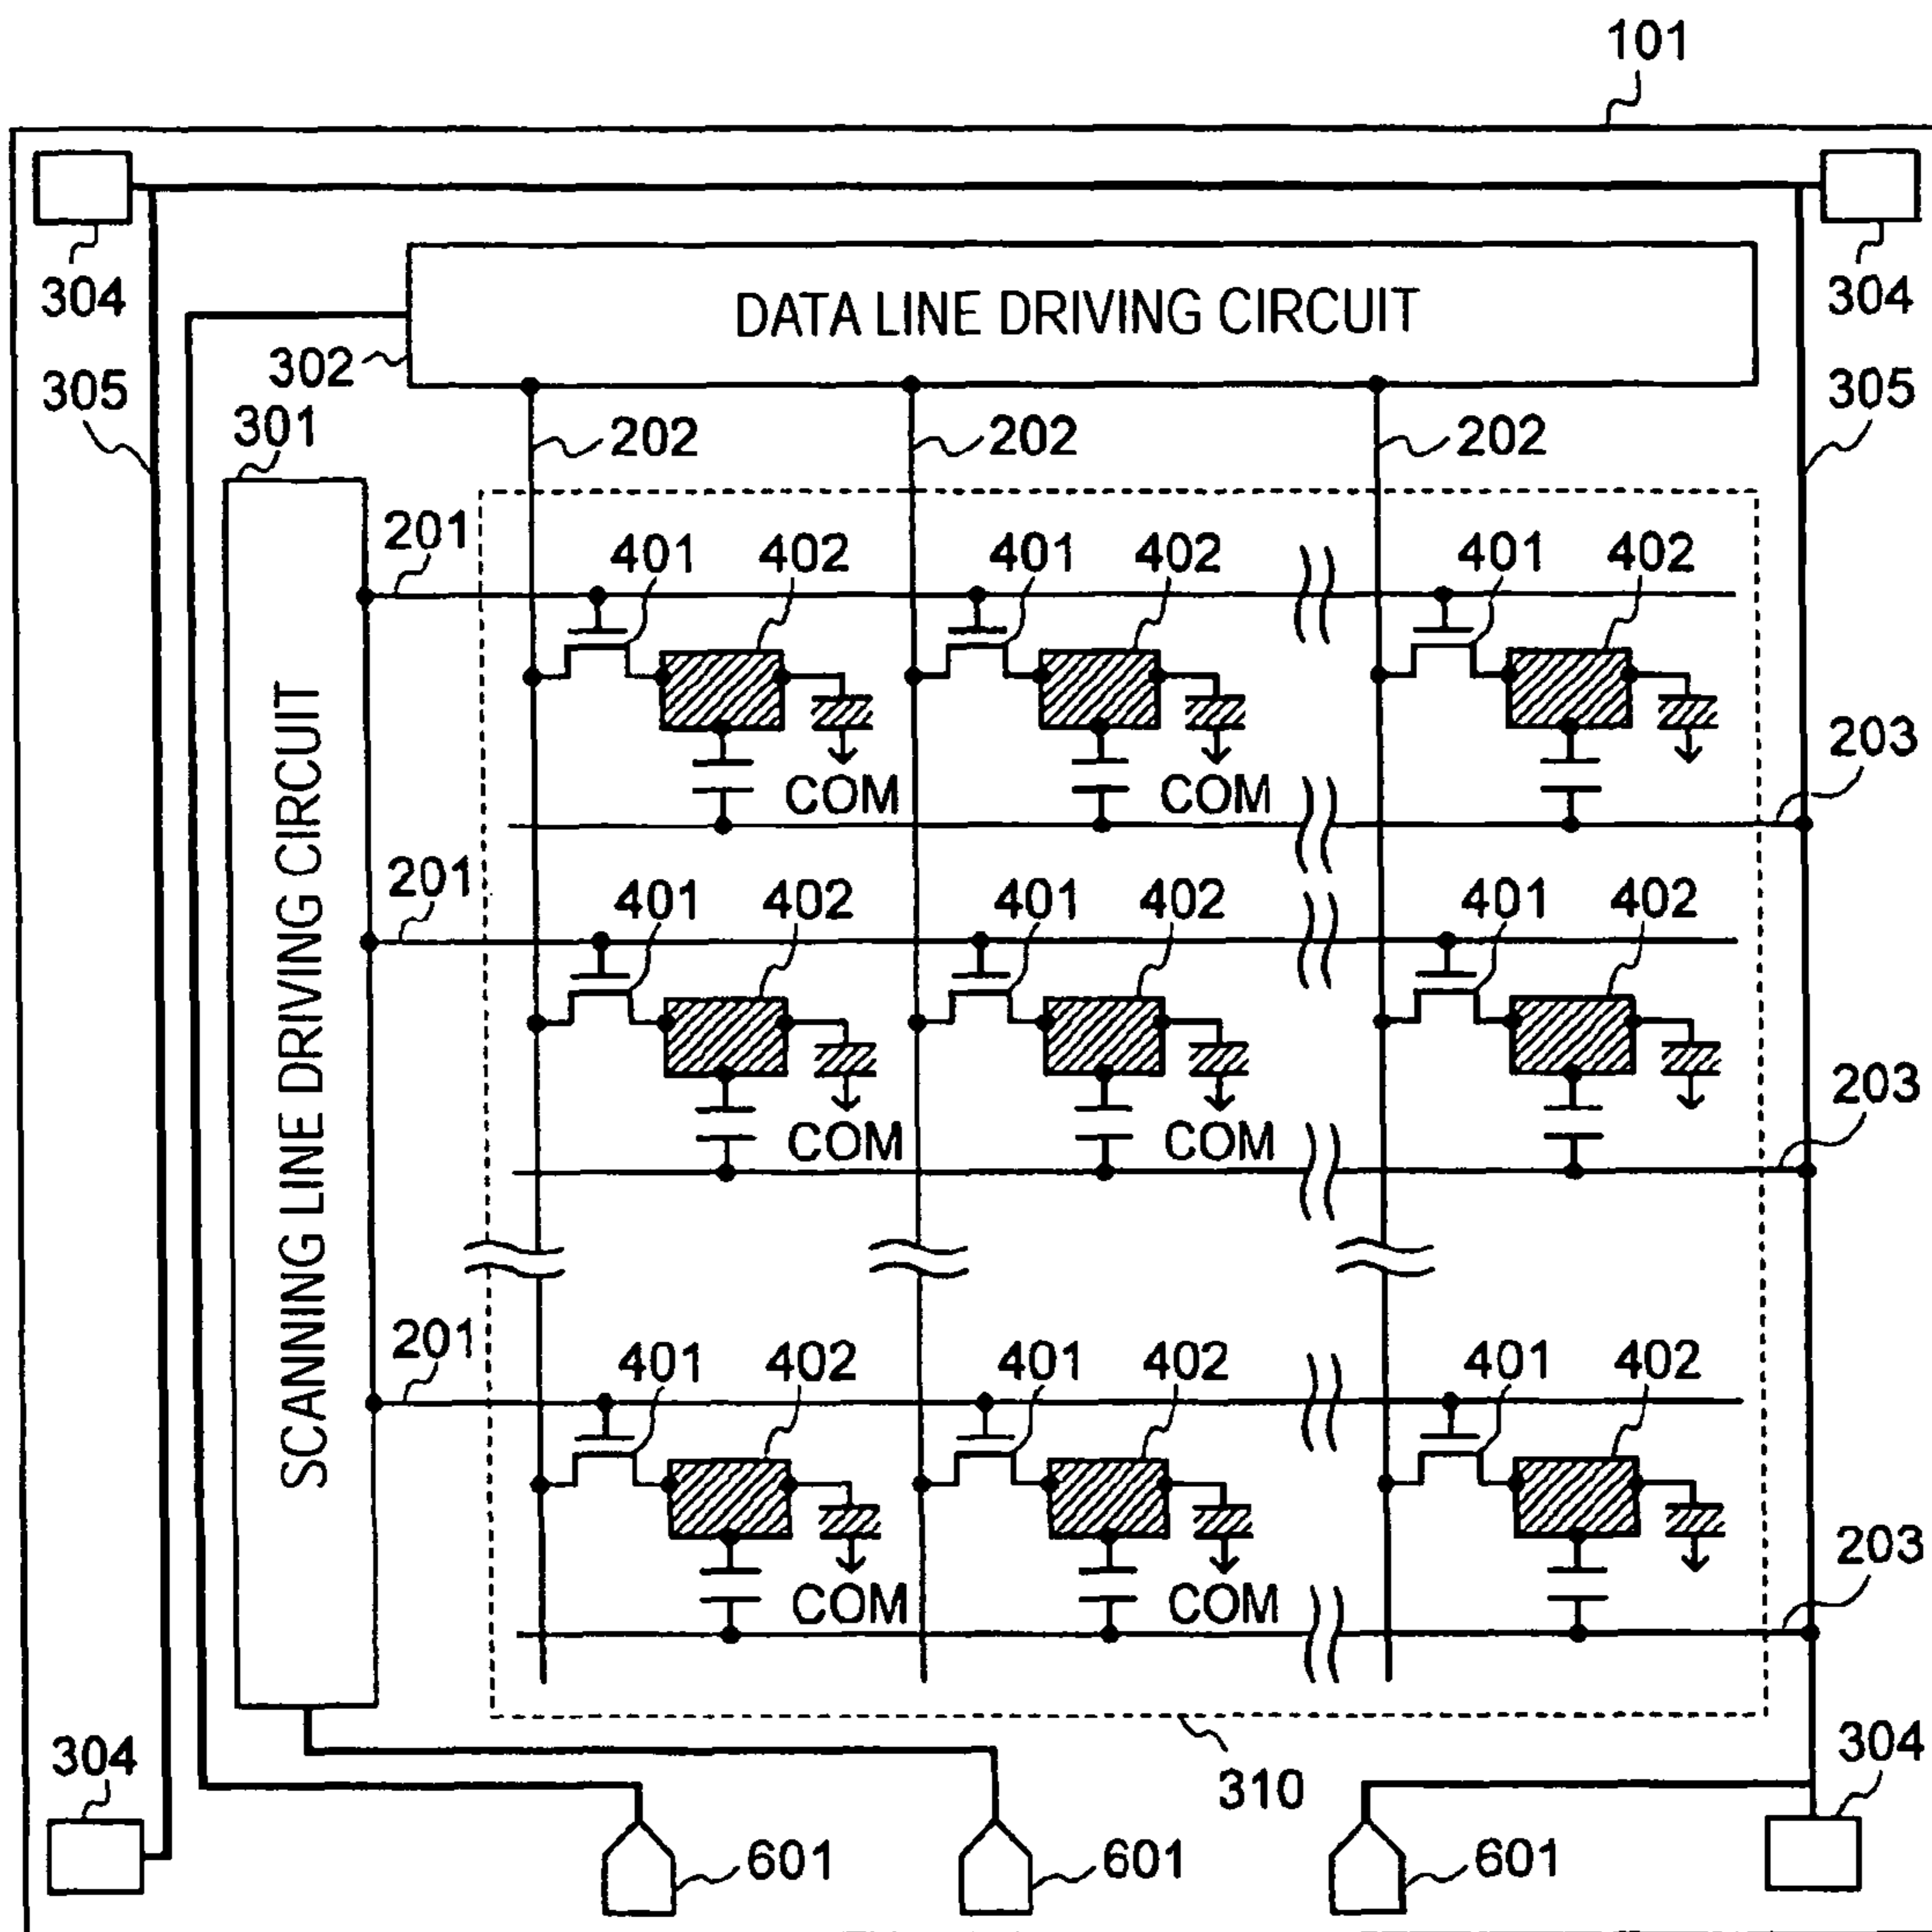 101
304 304
DATA LINE DRIVING CIRCUIT
302
305 305
301
202 202 202
201
401 402 401 402 401 402
203
COM COM
201
401 402 401 402 401 402
203
COM COM
SCANNING LINE DRIVING CIRCUIT
201
401 402 401 402 401 402
203
COM COM
304 304
310
601 601 601